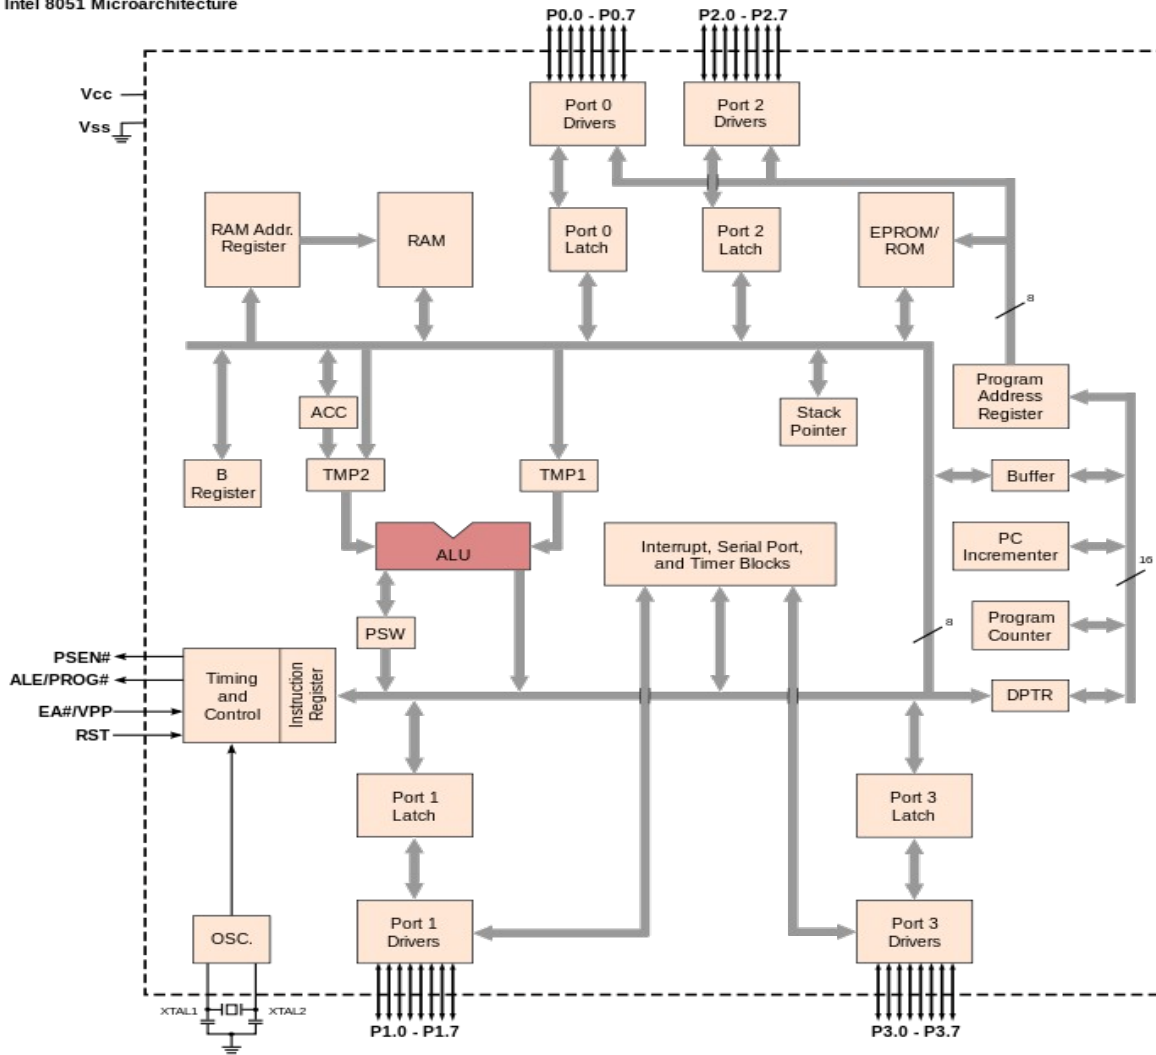 Intel 8051 Microarchitecture
P0.0 - P0.7
P2.0 - P2.7
Vcc
Vss
Port 0
Drivers
Port 2
Drivers
RAM Addr.
Register
RAM
Port 0
Latch
Port 2
Latch
EPROM/
ROM
8
Program
Address
Register
ACC
Stack
Pointer
B
Register
TMP2
TMP1
Buffer
ALU
Interrupt, Serial Port,
and Timer Blocks
PC
Incrementer
16
PSW
8
Program
Counter
PSEN#
ALE/PROG#
EA#/VPP
RST
Timing
and
Control
Instruction
Register
DPTR
Port 1
Latch
Port 3
Latch
OSC.
Port 1
Drivers
Port 3
Drivers
XTAL1
XTAL2
P1.0 - P1.7
P3.0 - P3.7